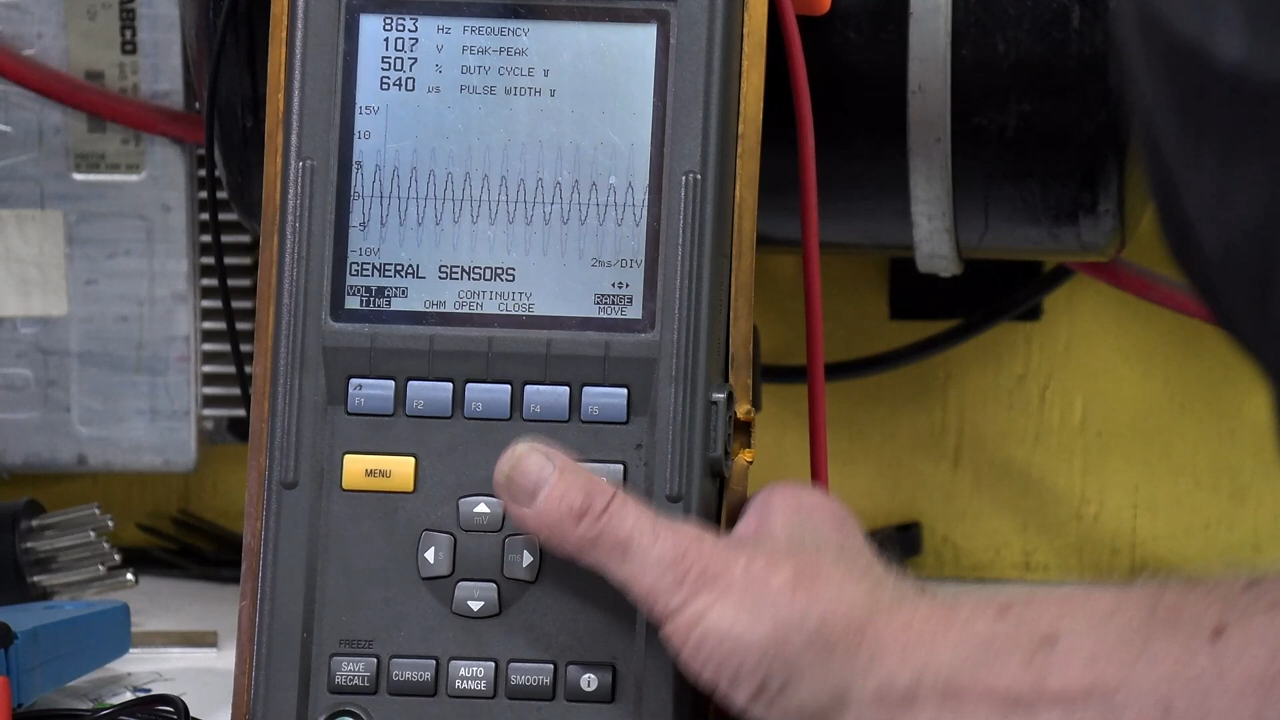 WABCO
863 Hz FREQUENCY
10.7 V PEAK-PEAK
50.7 % DUTY CYCLE
640 µs PULSE WIDTH
15V
10
5
0
-5
-10V
2ms/DIV
GENERAL SENSORS
VOLT AND TIME
CONTINUITY
OHM OPEN CLOSE
RANGE
MOVE
F1 F2 F3 F4 F5
MENU
mV
s ms
V
FREEZE
SAVE RECALL
CURSOR
AUTO RANGE
SMOOTH
i